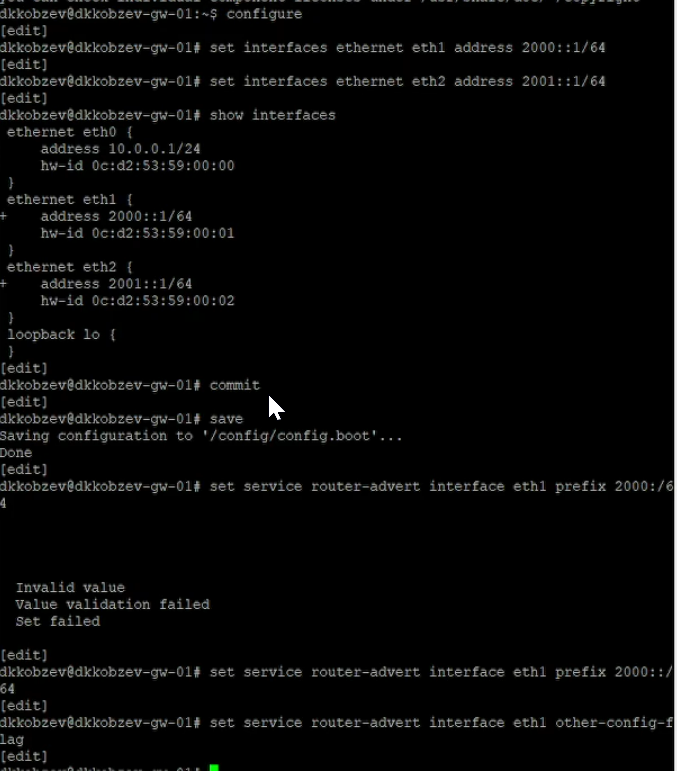 dkkobzev@dkkobzev-gw-01:~$ configure
[edit]
dkkobzev@dkkobzev-gw-01# set interfaces ethernet eth1 address 2000::1/64
[edit]
dkkobzev@dkkobzev-gw-01# set interfaces ethernet eth2 address 2001::1/64
[edit]
dkkobzev@dkkobzev-gw-01# show interfaces
 ethernet eth0 {
     address 10.0.0.1/24
     hw-id 0c:d2:53:59:00:00
 }
 ethernet eth1 {
+    address 2000::1/64
     hw-id 0c:d2:53:59:00:01
 }
 ethernet eth2 {
+    address 2001::1/64
     hw-id 0c:d2:53:59:00:02
 }
 loopback lo {
 }
[edit]
dkkobzev@dkkobzev-gw-01# commit
[edit]
dkkobzev@dkkobzev-gw-01# save
Saving configuration to '/config/config.boot'...
Done
[edit]
dkkobzev@dkkobzev-gw-01# set service router-advert interface eth1 prefix 2000:/6
4
  Invalid value
  Value validation failed
  Set failed
[edit]
dkkobzev@dkkobzev-gw-01# set service router-advert interface eth1 prefix 2000::/
64
[edit]
dkkobzev@dkkobzev-gw-01# set service router-advert interface eth1 other-config-f
lag
[edit]
dkkobzev@dkkobzev-gw-01#